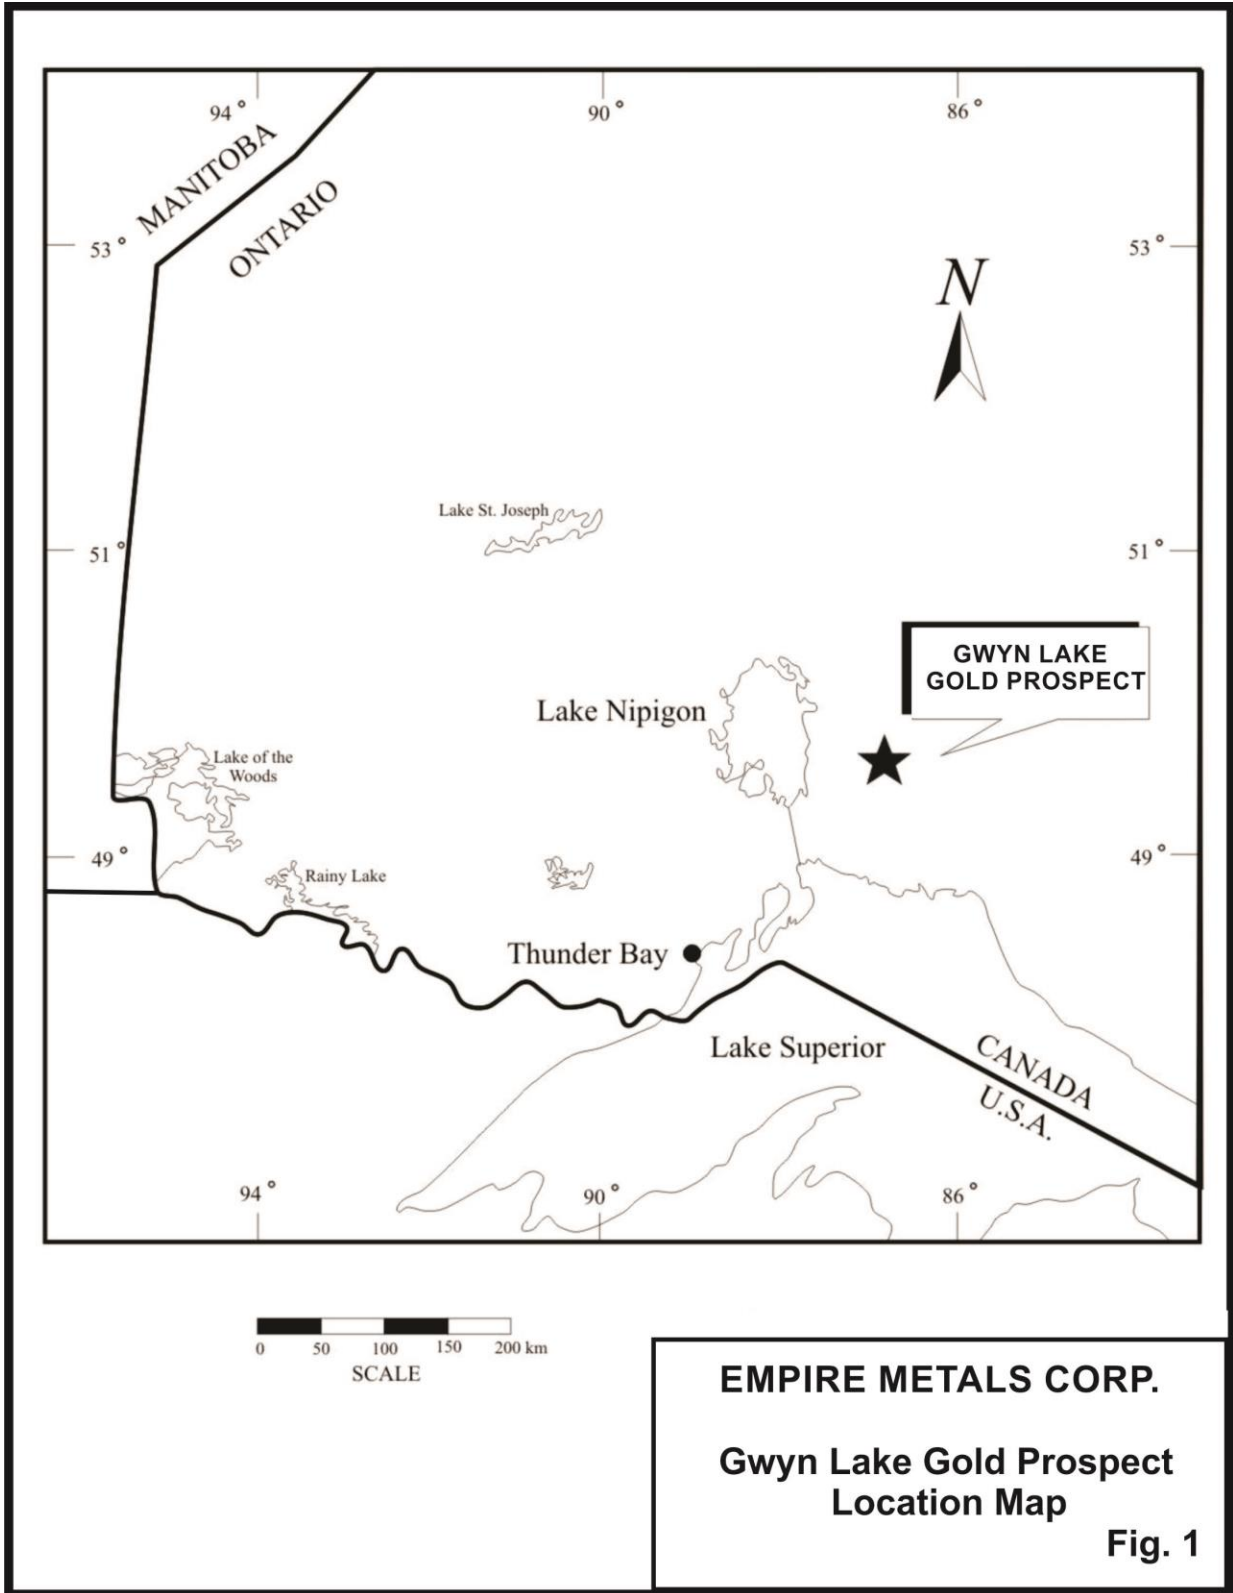 94°
90°
86°
MANITOBA
ONTARIO
53°
53°
N
Lake St. Joseph
51°
51°
GWYN LAKE
GOLD PROSPECT
Lake Nipigon
Lake of the
Woods
49°
49°
Rainy Lake
Thunder Bay
Lake Superior
CANADA
U.S.A.
94°
90°
86°
0 50 100 150 200 km
SCALE
EMPIRE METALS CORP.
Gwyn Lake Gold Prospect
Location Map
Fig. 1